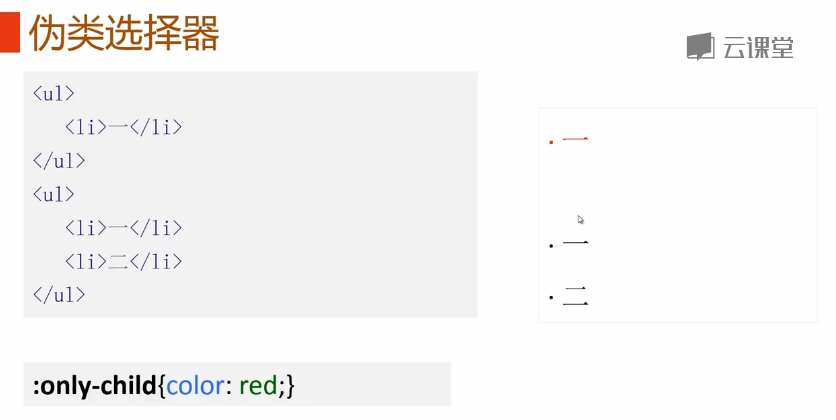 伪类选择器
云课堂
<ul>
<li>一</li>
</ul>
<ul>
<li>一</li>
<li>二</li>
</ul>
一
一
二
:only-child{color: red;}